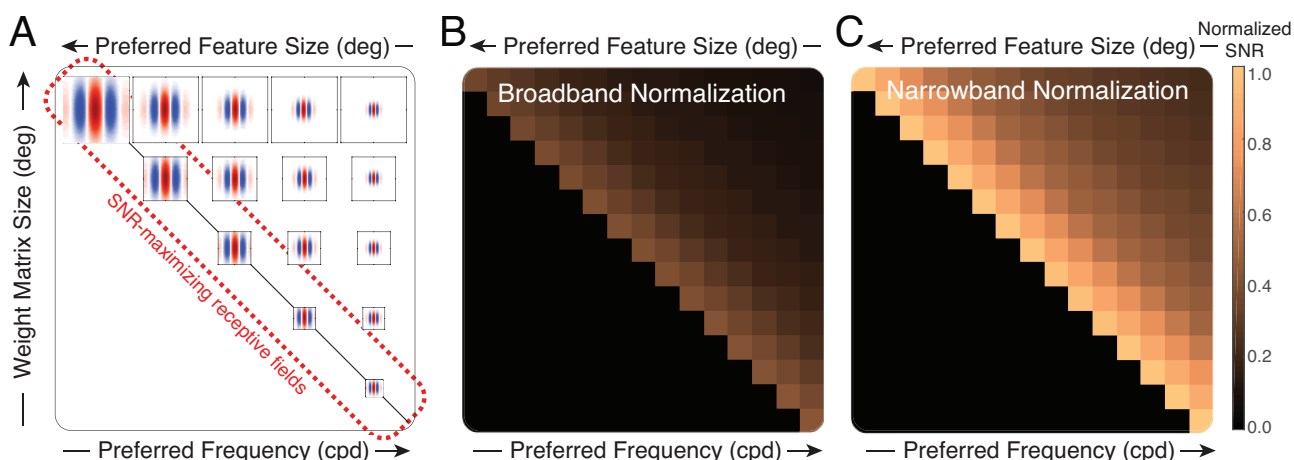 A
Preferred Feature Size (deg)
Weight Matrix Size (deg)
SNR-maximizing receptive fields
Preferred Frequency (cpd)
B
Preferred Feature Size (deg)
Broadband Normalization
Preferred Frequency (cpd)
C
Preferred Feature Size (deg)
Narrowband Normalization
Preferred Frequency (cpd)
Normalized
SNR
1.0
0.8
0.6
0.4
0.2
0.0